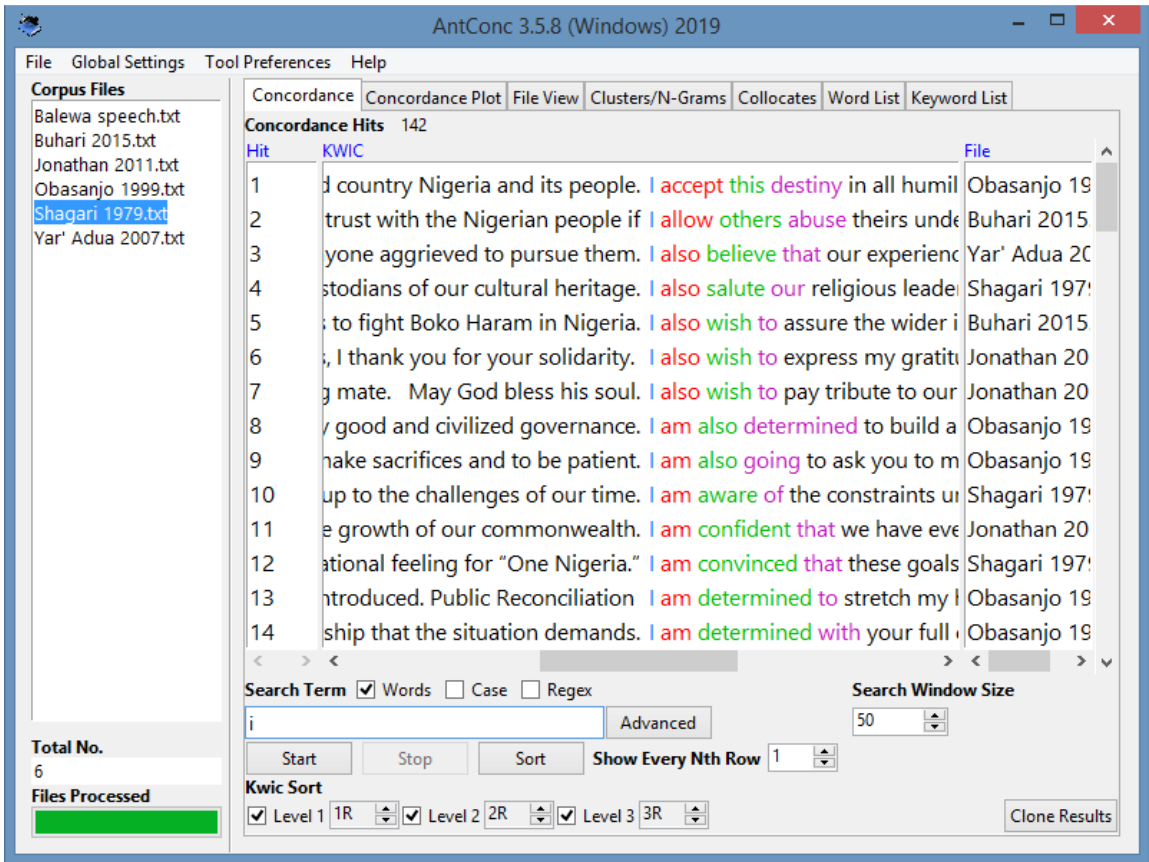 AntConc 3.5.8 (Windows) 2019
File Global Settings Tool Preferences Help
Corpus Files
Balewa speech.txt
Buhari 2015.txt
Jonathan 2011.txt
Obasanjo 1999.txt
Shagari 1979.txt
Yar' Adua 2007.txt
Total No.
6
Files Processed
Concordance Concordance Plot File View Clusters/N-Grams Collocates Word List Keyword List
Concordance Hits 142
Hit KWIC File
1 d country Nigeria and its people. I accept this destiny in all humil Obasanjo 19
2 trust with the Nigerian people if I allow others abuse theirs unde Buhari 2015
3 yone aggrieved to pursue them. I also believe that our experienc Yar' Adua 20
4 stodians of our cultural heritage. I also salute our religious leade Shagari 197
5 s to fight Boko Haram in Nigeria. I also wish to assure the wider i Buhari 2015
6 s, I thank you for your solidarity. I also wish to express my gratitu Jonathan 20
7 g mate. May God bless his soul. I also wish to pay tribute to our Jonathan 20
8 y good and civilized governance. I am also determined to build a Obasanjo 19
9 make sacrifices and to be patient. I am also going to ask you to m Obasanjo 19
10 up to the challenges of our time. I am aware of the constraints un Shagari 197
11 e growth of our commonwealth. I am confident that we have eve Jonathan 20
12 ational feeling for “One Nigeria.” I am convinced that these goals Shagari 197
13 ntroduced. Public Reconciliation I am determined to stretch my h Obasanjo 19
14 ship that the situation demands. I am determined with your full Obasanjo 19
Search Term Words Case Regex Search Window Size
i Advanced 50
Start Stop Sort Show Every Nth Row 1
Kwic Sort
Level 1 1R Level 2 2R Level 3 3R Clone Results